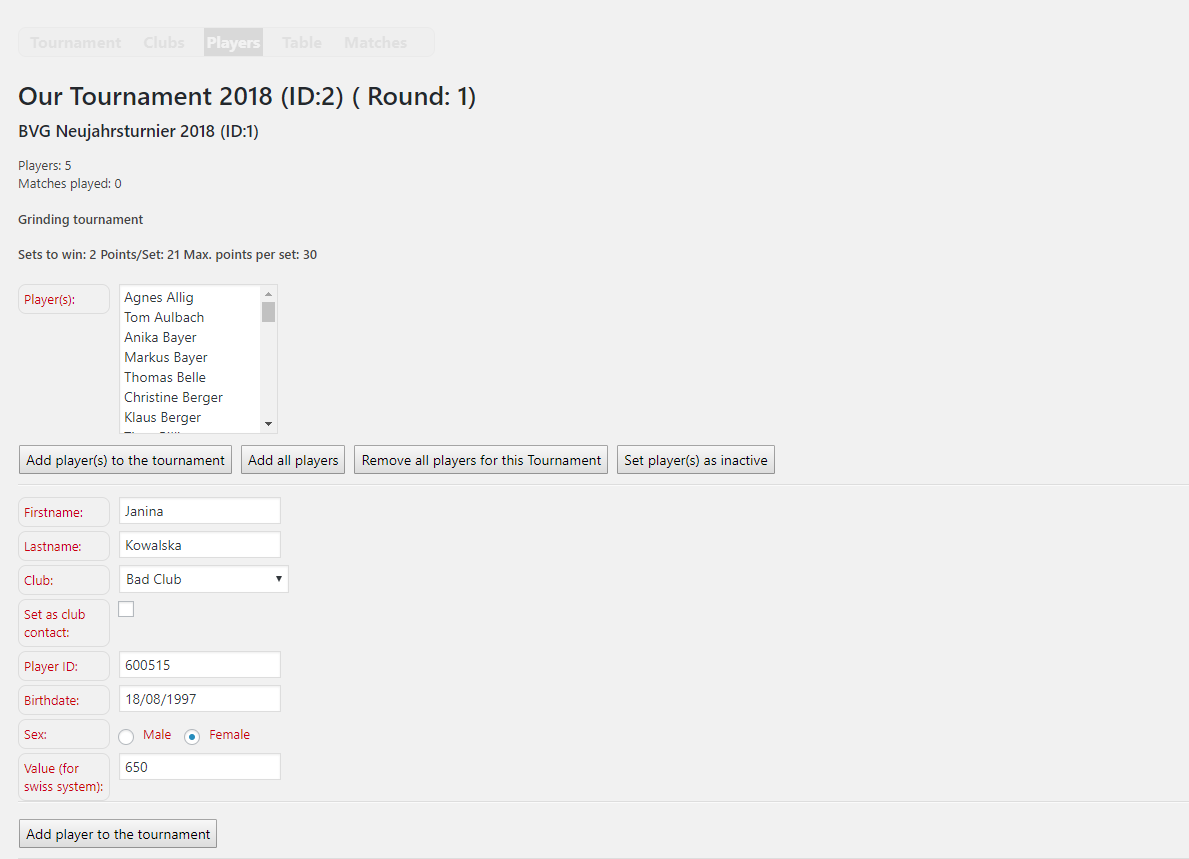 Tournament Clubs Players Table Matches
Our Tournament 2018 (ID:2) ( Round: 1)
BVG Neujahrsturnier 2018 (ID:1)
Players: 5
Matches played: 0
Grinding tournament
Sets to win: 2 Points/Set: 21 Max. points per set: 30
Player(s):
Agnes Allig
Tom Aulbach
Anika Bayer
Markus Bayer
Thomas Belle
Christine Berger
Klaus Berger
Add player(s) to the tournament Add all players Remove all players for this Tournament Set player(s) as inactive
Firstname: Janina
Lastname: Kowalska
Club: Bad Club
Set as club
contact:
Player ID: 600515
Birthdate: 18/08/1997
Sex: Male Female
Value (for
swiss system): 650
Add player to the tournament